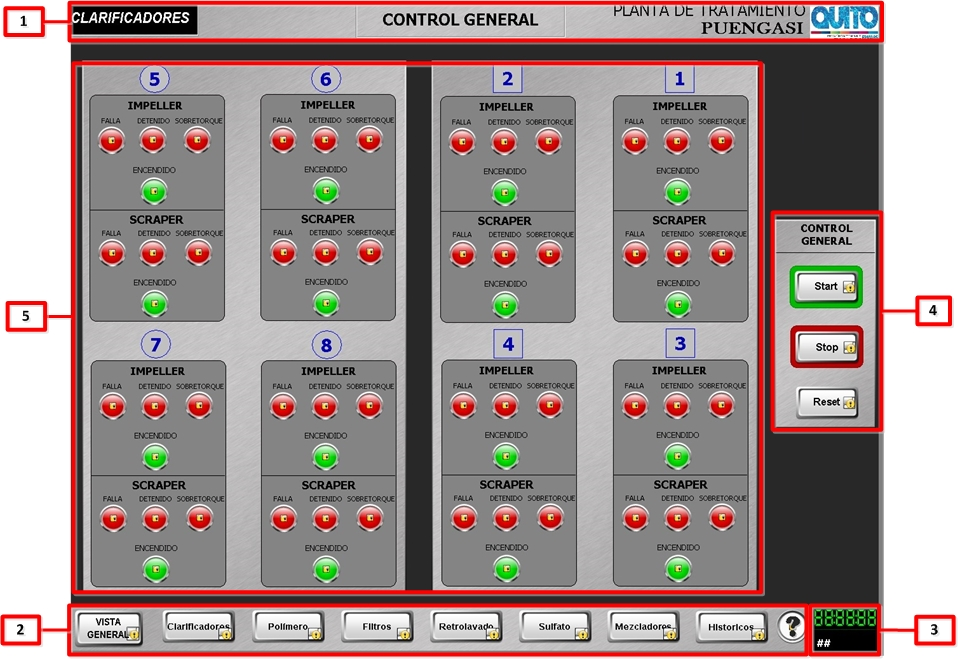 1
CLARIFICADORES
CONTROL GENERAL
PLANTA DE TRATAMIENTO
PUENGASI
QUITO
5 6 2 1
IMPELLER IMPELLER IMPELLER IMPELLER
FALLA DETENIDO SOBRETORQUE FALLA DETENIDO SOBRETORQUE FALLA DETENIDO SOBRETORQUE FALLA DETENIDO SOBRETORQUE
ENCENDIDO ENCENDIDO ENCENDIDO ENCENDIDO
SCRAPER SCRAPER SCRAPER SCRAPER
FALLA DETENIDO SOBRETORQUE FALLA DETENIDO SOBRETORQUE FALLA DETENIDO SOBRETORQUE FALLA DETENIDO SOBRETORQUE
ENCENDIDO ENCENDIDO ENCENDIDO ENCENDIDO
7 8 4 3
IMPELLER IMPELLER IMPELLER IMPELLER
FALLA DETENIDO SOBRETORQUE FALLA DETENIDO SOBRETORQUE FALLA DETENIDO SOBRETORQUE FALLA DETENIDO SOBRETORQUE
ENCENDIDO ENCENDIDO ENCENDIDO ENCENDIDO
SCRAPER SCRAPER SCRAPER SCRAPER
FALLA DETENIDO SOBRETORQUE FALLA DETENIDO SOBRETORQUE FALLA DETENIDO SOBRETORQUE FALLA DETENIDO SOBRETORQUE
ENCENDIDO ENCENDIDO ENCENDIDO ENCENDIDO
5
CONTROL
GENERAL
Start
Stop
Reset
4
2
VISTA
GENERAL
Clarificadores
Polímero
Filtros
Retrolavado
Sulfato
Mezcladores
Historicos
?
##
3